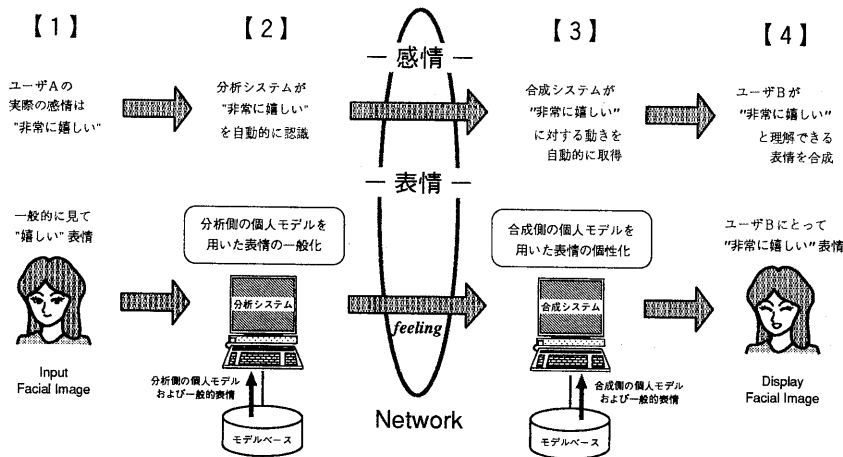 【1】
【2】
【3】
【4】
— 感情 —
ユーザAの
実際の感情は
"非常に嬉しい"
分析システムが
"非常に嬉しい"
を自動的に認識
合成システムが
"非常に嬉しい"
に対する動きを
自動的に取得
ユーザBが
"非常に嬉しい"
と理解できる
表情を合成
— 表情 —
一般的に見て
"嬉しい" 表情
分析側の個人モデルを
用いた表情の一般化
合成側の個人モデルを
用いた表情の個性化
ユーザBにとって
"非常に嬉しい" 表情
分析システム
feeling
合成システム
Input
Facial Image
分析側の個人モデル
および一般的表情
モデルベース
Network
合成側の個人モデル
および一般的表情
モデルベース
Display
Facial Image